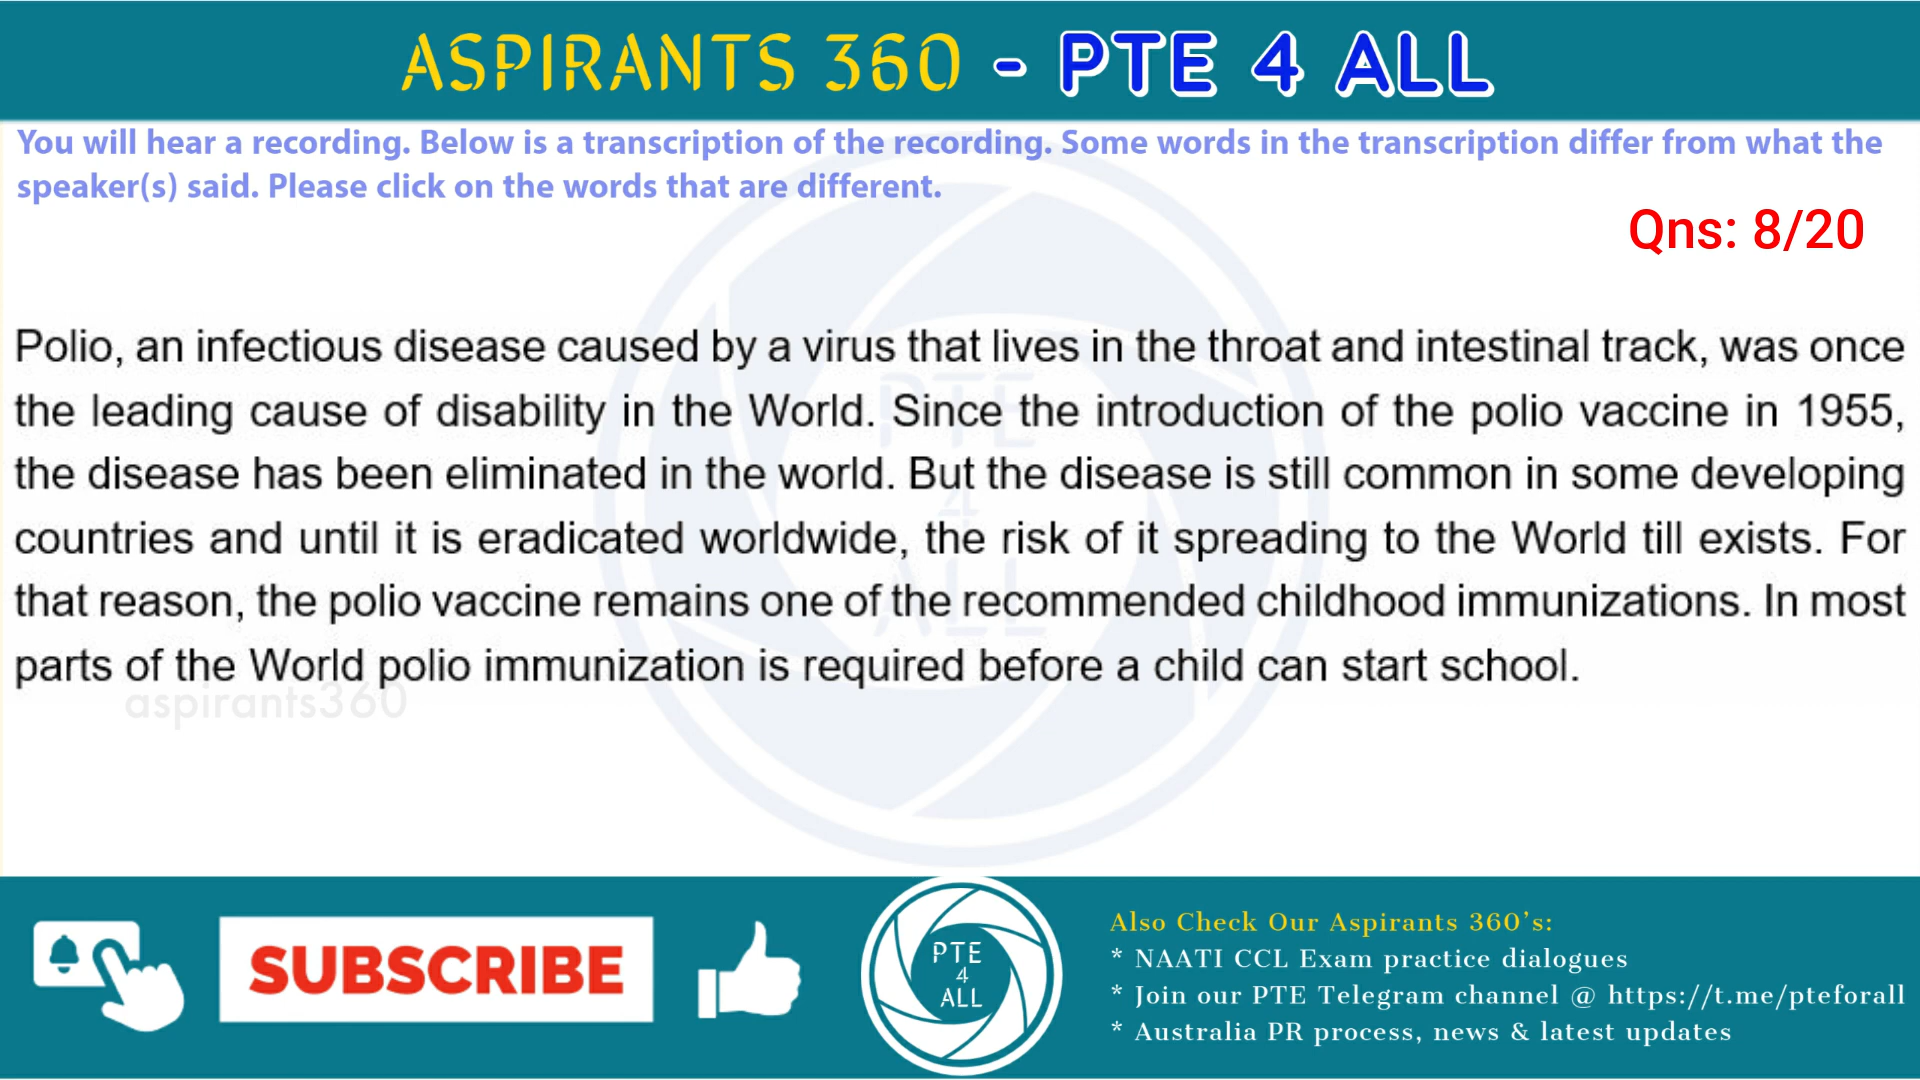 ASPIRANTS 360 - PTE 4 ALL
You will hear a recording. Below is a transcription of the recording. Some words in the transcription differ from what the
speaker(s) said. Please click on the words that are different.
Qns: 8/20
Polio, an infectious disease caused by a virus that lives in the throat and intestinal track, was once
the leading cause of disability in the World. Since the introduction of the polio vaccine in 1955,
the disease has been eliminated in the world. But the disease is still common in some developing
countries and until it is eradicated worldwide, the risk of it spreading to the World till exists. For
that reason, the polio vaccine remains one of the recommended childhood immunizations. In most
parts of the World polio immunization is required before a child can start school.
aspirants360
PTE
4
ALL
SUBSCRIBE
PTE
4
ALL
Also Check Our Aspirants 360's:
* NAATI CCL Exam practice dialogues
* Join our PTE Telegram channel @ https://t.me/pteforall
* Australia PR process, news & latest updates